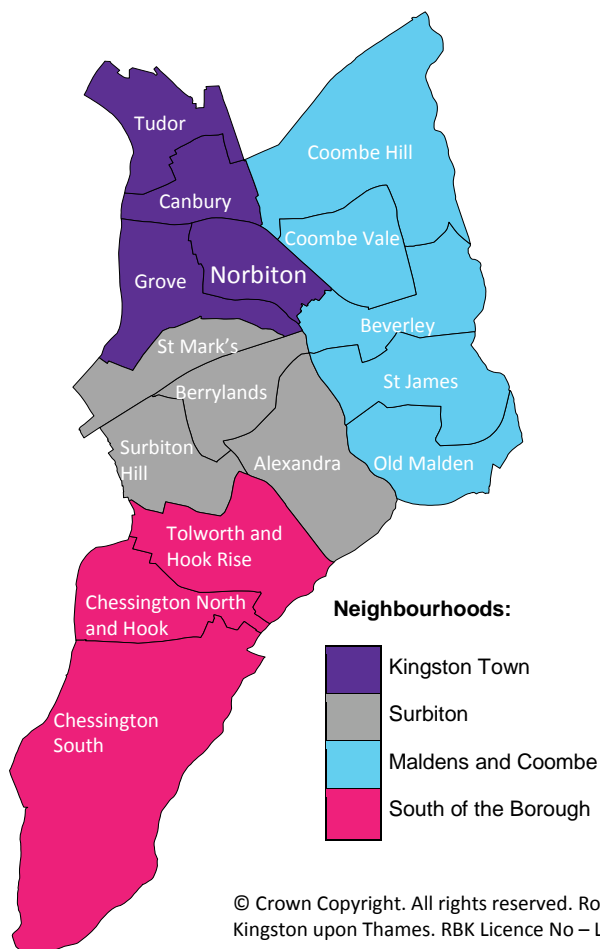 Tudor
Canbury
Coombe Hill
Coombe Vale
Grove
Norbiton
Beverley
St Mark's
Berrylands
St James
Surbiton
Hill
Alexandra
Old Malden
Tolworth and
Hook Rise
Chessington North
and Hook
Chessington
South
Neighbourhoods:
Kingston Town
Surbiton
Maldens and Coombe
South of the Borough
© Crown Copyright. All rights reserved. Ro
Kingston upon Thames. RBK Licence No – L